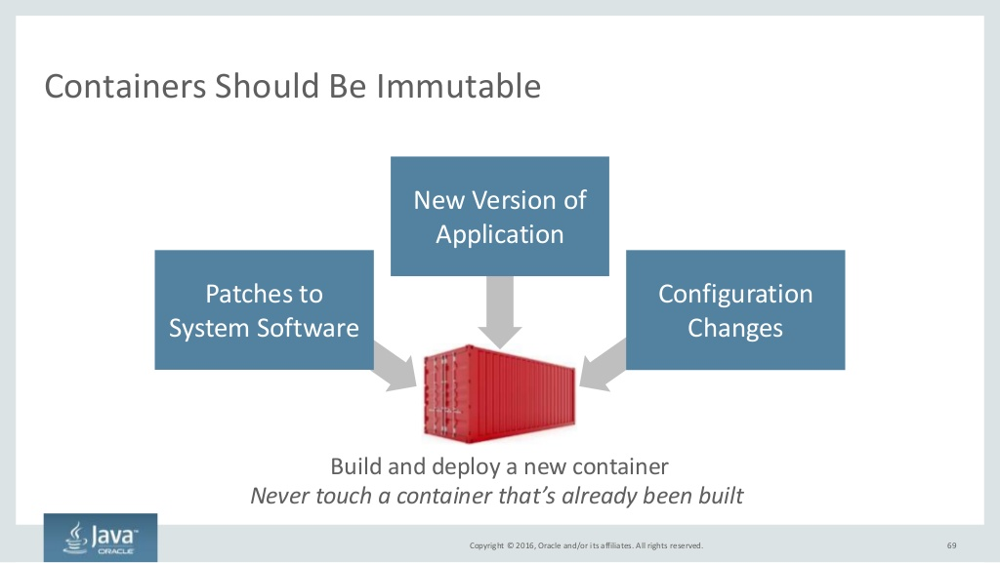 Containers Should Be Immutable
New Version of
Application
Patches to
System Software
Configuration
Changes
Build and deploy a new container
Never touch a container that’s already been built
Java™
ORACLE
Copyright © 2016, Oracle and/or its affiliates. All rights reserved.
69